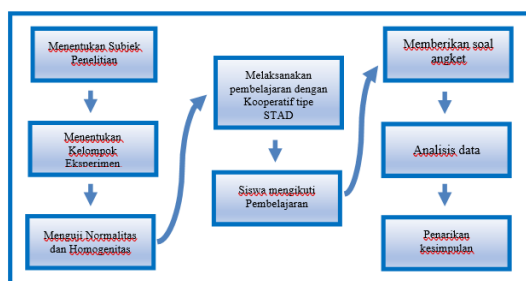 Menentukan Subjek
Penelitian
Menentukan
Kelompok
Eksperimen
Menguji Normalitas
dan Homogenitas
Melaksanakan
pembelajaran dengan
Kooperatif tipe
STAD
Siswa mengikuti
Pembelajaran
Memberikan soal
angket
Analisis data
Penarikan
kesimpulan